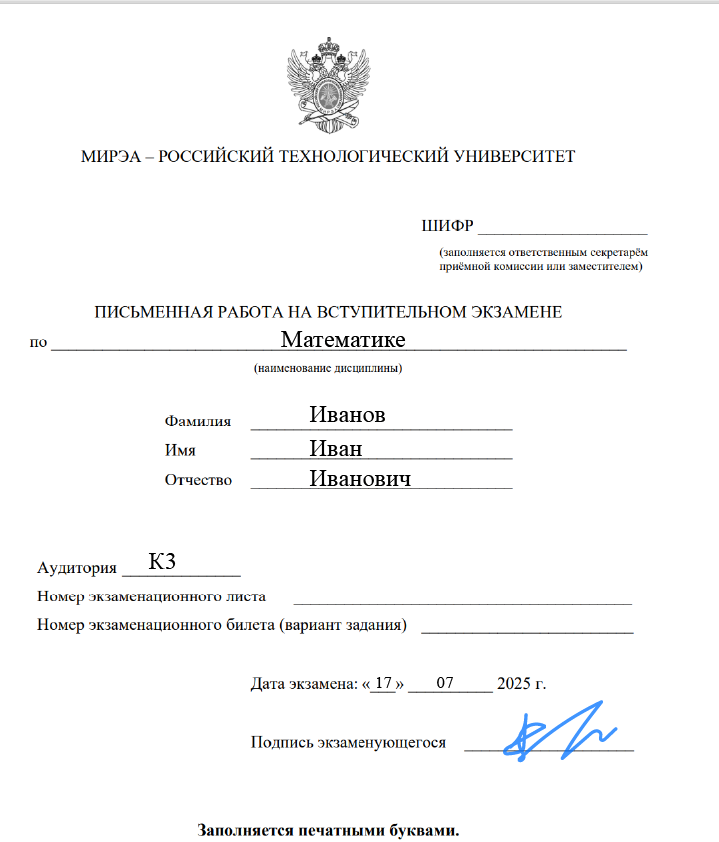 МИРЭА – РОССИЙСКИЙ ТЕХНОЛОГИЧЕСКИЙ УНИВЕРСИТЕТ
ШИФР ____________________
(заполняется ответственным секретарём
приёмной комиссии или заместителем)
ПИСЬМЕННАЯ РАБОТА НА ВСТУПИТЕЛЬНОМ ЭКЗАМЕНЕ
по Математике
(наименование дисциплины)
Фамилия Иванов
Имя Иван
Отчество Иванович
Аудитория К3
Номер экзаменационного листа ____________________
Номер экзаменационного билета (вариант задания) ____________________
Дата экзамена: «17» 07 2025 г.
Подпись экзаменующегося
Заполняется печатными буквами.